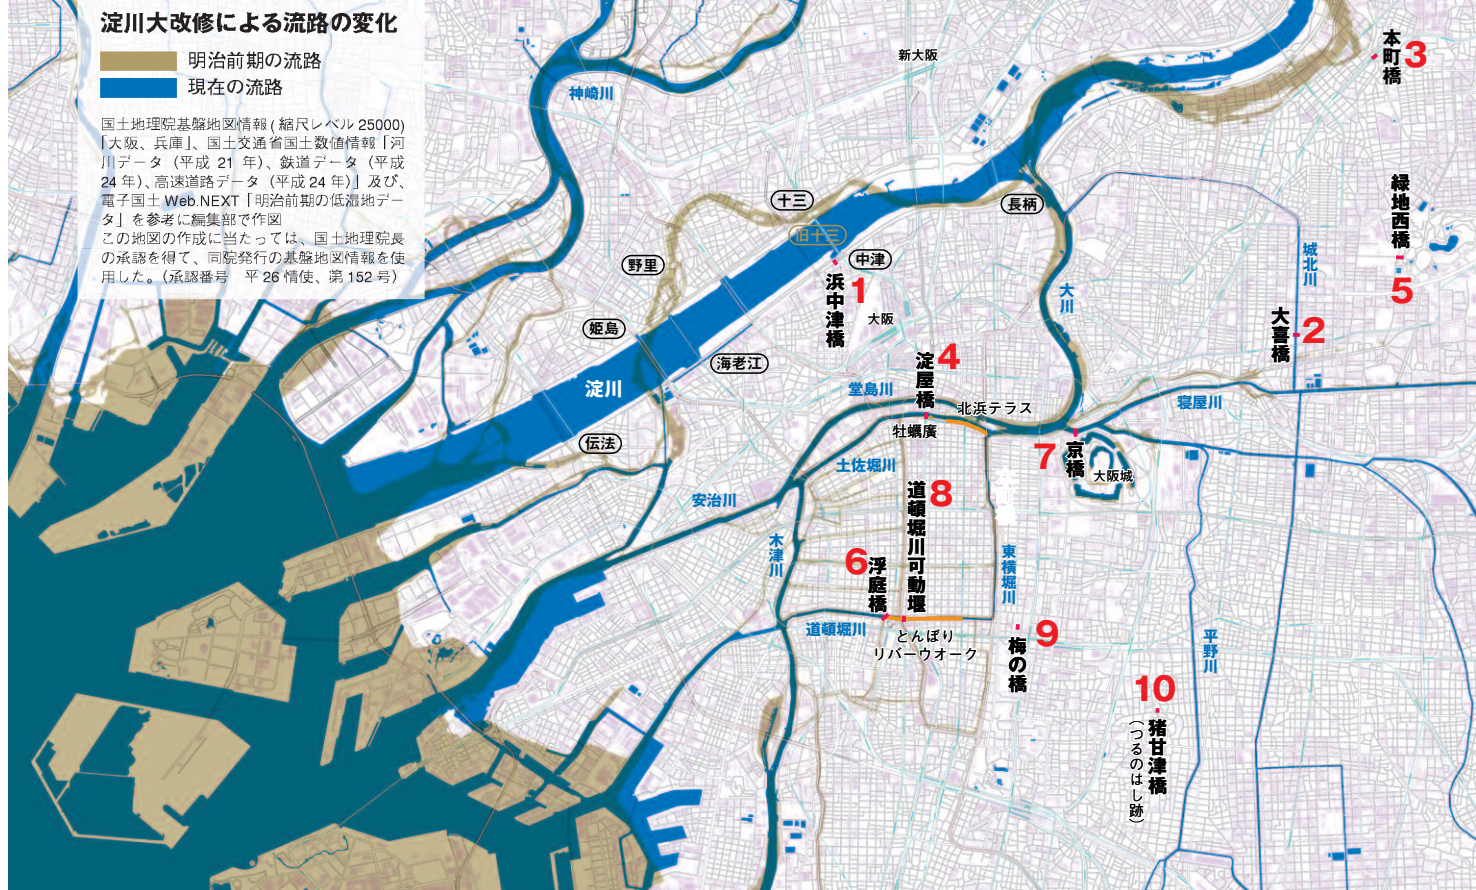 淀川大改修による流路の変化
明治前期の流路
現在の流路
国土地理院基盤地図情報(縮尺レベル25000)
「大阪、兵庫」、国土交通省国土数値情報「河
川データ（平成 21 年）、鉄道データ（平成
24年）、高速道路データ（平成24年）」及び、
電子国土Web.NEXT「明治前期の低湿地デー
タ」を参考に編集部で作図
この地図の作成に当たっては、国土地理院長
の承認を得て、同院発行の基盤地図情報を使
用した。（承認番号　平26情使、第152号）
神崎川
新大阪
本町橋
3
十三
旧十三
長柄
緑地西橋
5
城北川
野里
中津
1
浜中津橋
大阪
大川
大喜橋
2
姫島
海老江
淀川
淀屋橋
4
堂島川
北浜テラス
寝屋川
伝法
牡蠣廣
土佐堀川
7
京橋
大阪城
安治川
道頓堀川可動堰
8
木津川
6
浮庭橋
東横堀川
道頓堀川
とんぼり
リバーウオーク
梅の橋
9
平野川
10
猪甘津橋
（つるのはし跡）